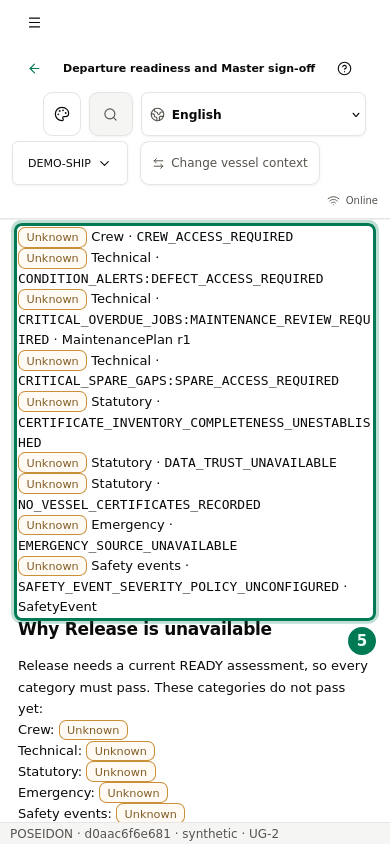 Departure readiness and Master sign-off
English
DEMO-SHIP
Change vessel context
Online
Unknown Crew · CREW_ACCESS_REQUIRED
Unknown Technical ·
CONDITION_ALERTS:DEFECT_ACCESS_REQUIRED
Unknown Technical ·
CRITICAL_OVERDUE_JOBS:MAINTENANCE_REVIEW_REQU
IRED · MaintenancePlan r1
Unknown Technical ·
CRITICAL_SPARE_GAPS:SPARE_ACCESS_REQUIRED
Unknown Statutory ·
CERTIFICATE_INVENTORY_COMPLETENESS_UNESTABLIS
HED
Unknown Statutory · DATA_TRUST_UNAVAILABLE
Unknown Statutory ·
NO_VESSEL_CERTIFICATES_RECORDED
Unknown Emergency ·
EMERGENCY_SOURCE_UNAVAILABLE
Unknown Safety events ·
SAFETY_EVENT_SEVERITY_POLICY_UNCONFIGURED ·
SafetyEvent
Why Release is unavailable
5
Release needs a current READY assessment, so every
category must pass. These categories do not pass
yet:
Crew: Unknown
Technical: Unknown
Statutory: Unknown
Emergency: Unknown
Safety events: Unknown
POSEIDON · d0aac6f6e681 · synthetic · UG-2